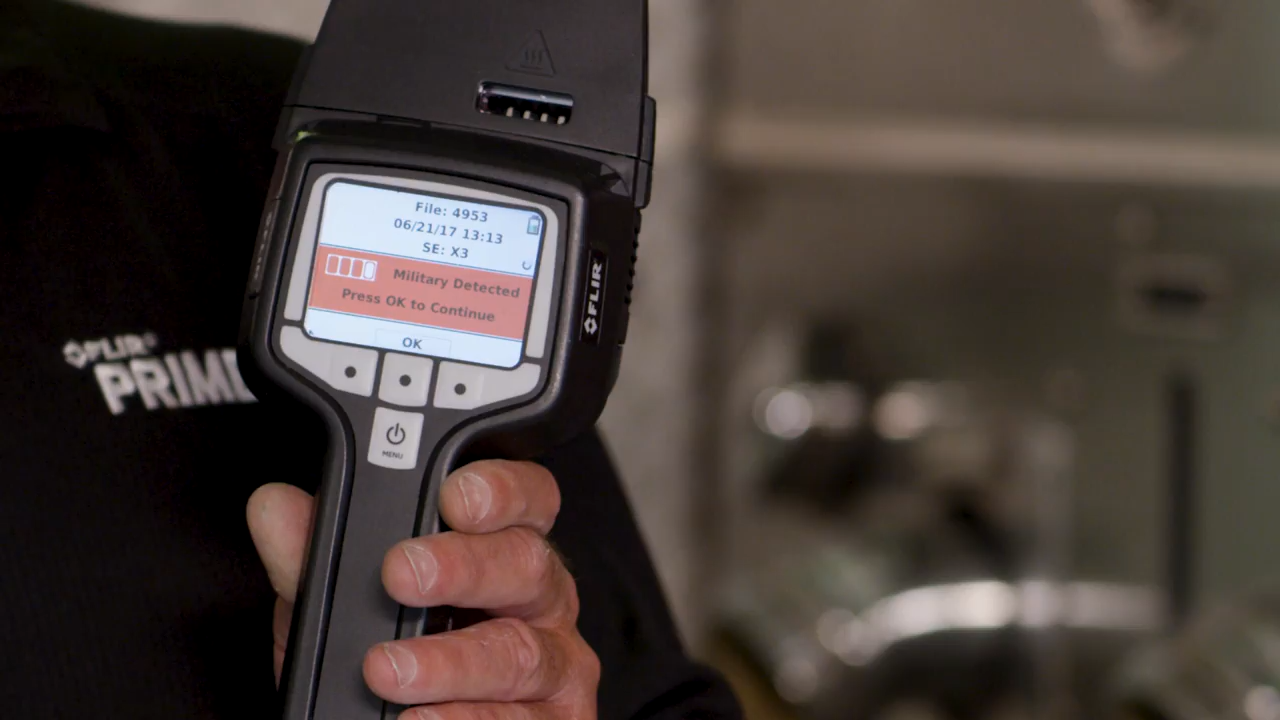 File: 4953
06/21/17 13:13
SE: X3
Military Detected
Press OK to Continue
OK
MENU
FLIR
FLIR
PRIME